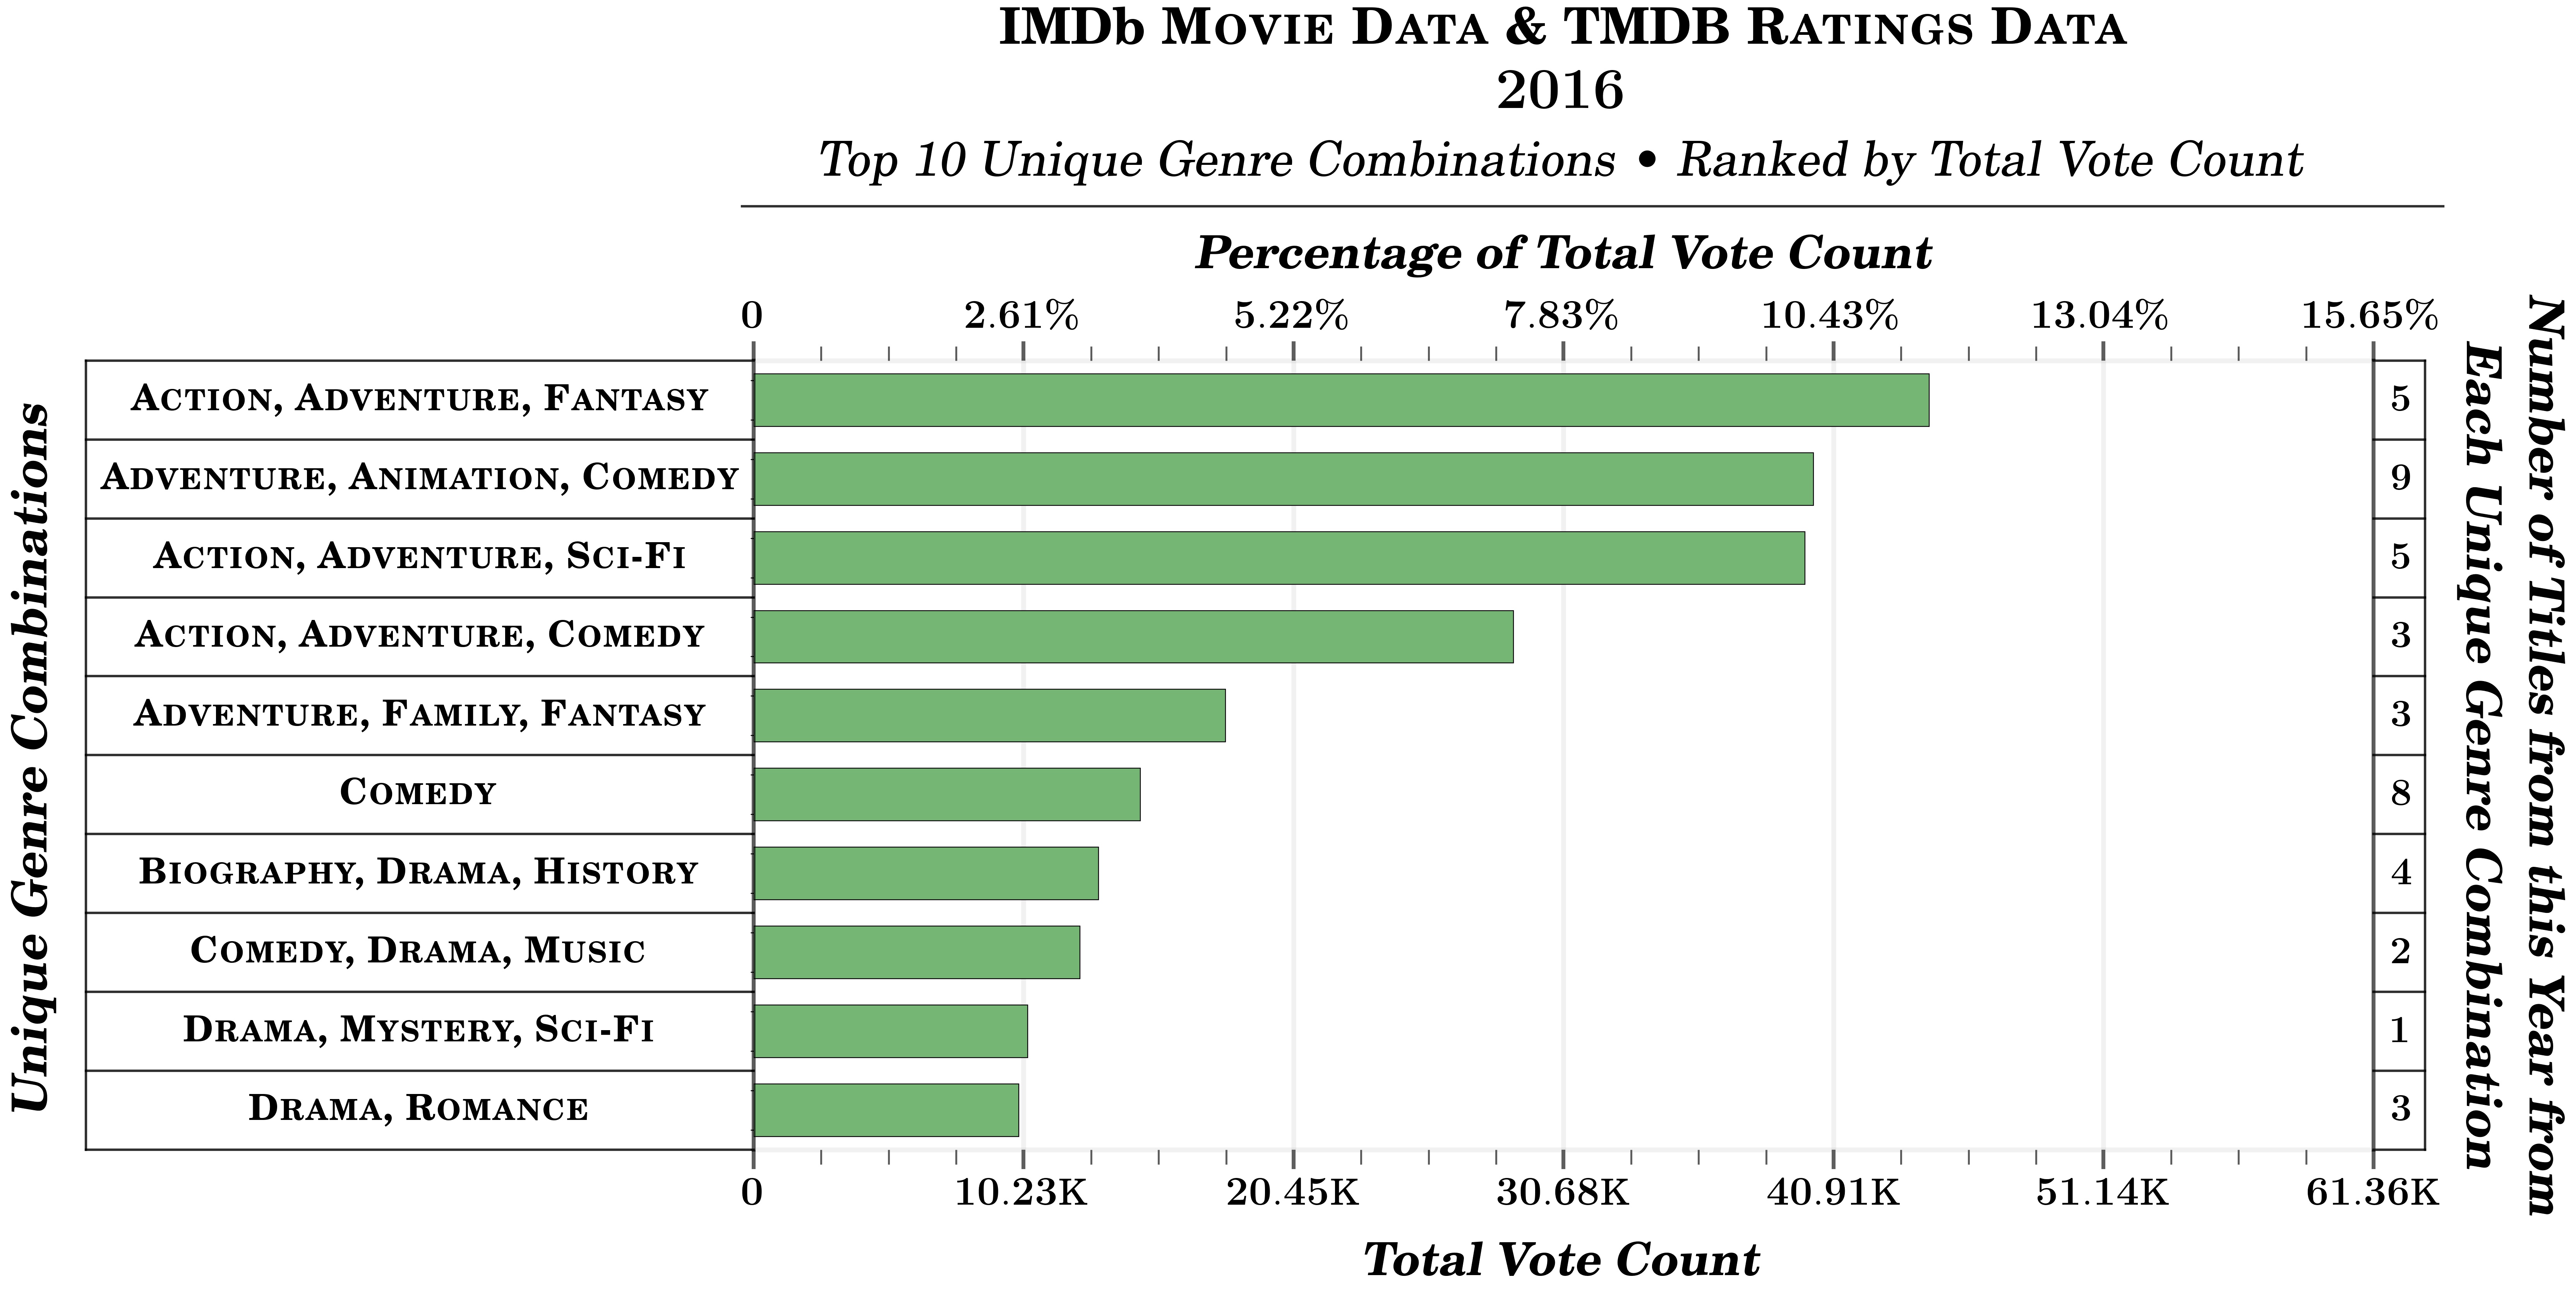 IMDb Movie Data & TMDB Ratings Data
2016
Top 10 Unique Genre Combinations • Ranked by Total Vote Count
Percentage of Total Vote Count
0 2.61% 5.22% 7.83% 10.43% 13.04% 15.65%
Unique Genre Combinations
Action, Adventure, Fantasy 5
Adventure, Animation, Comedy 9
Action, Adventure, Sci-Fi 5
Action, Adventure, Comedy 3
Adventure, Family, Fantasy 3
Comedy 8
Biography, Drama, History 4
Comedy, Drama, Music 2
Drama, Mystery, Sci-Fi 1
Drama, Romance 3
Number of Titles from this Year from
Each Unique Genre Combination
0 10.23K 20.45K 30.68K 40.91K 51.14K 61.36K
Total Vote Count